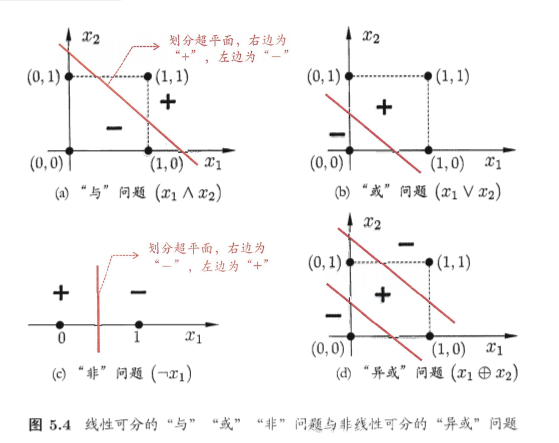 x₂
划分超平面，右边为
“+”，左边为“−”
(0,1)
(1,1)
+
−
(0,0)
(1,0)
x₁
(a) “与”问题 (x₁ ∧ x₂)
x₂
(0,1)
(1,1)
+
−
(0,0)
(1,0)
x₁
(b) “或”问题 (x₁ ∨ x₂)
划分超平面，右边为
“−”，左边为“+”
+
−
0
1
x₁
(c) “非”问题 (¬x₁)
x₂
−
(0,1)
(1,1)
+
−
(0,0)
(1,0)
x₁
(d) “异或”问题 (x₁ ⊕ x₂)
图 5.4 线性可分的“与”“或”“非”问题与非线性可分的“异或”问题